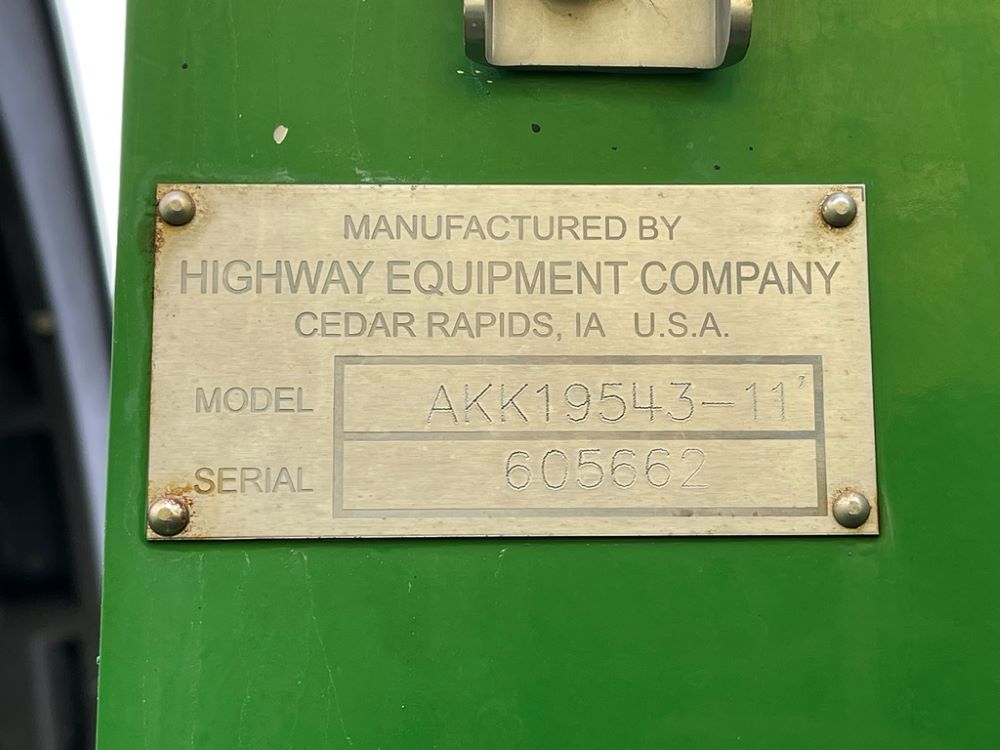 MANUFACTURED BY
HIGHWAY EQUIPMENT COMPANY
CEDAR RAPIDS, IA U.S.A.
MODEL AKK19543-11'
SERIAL 605662